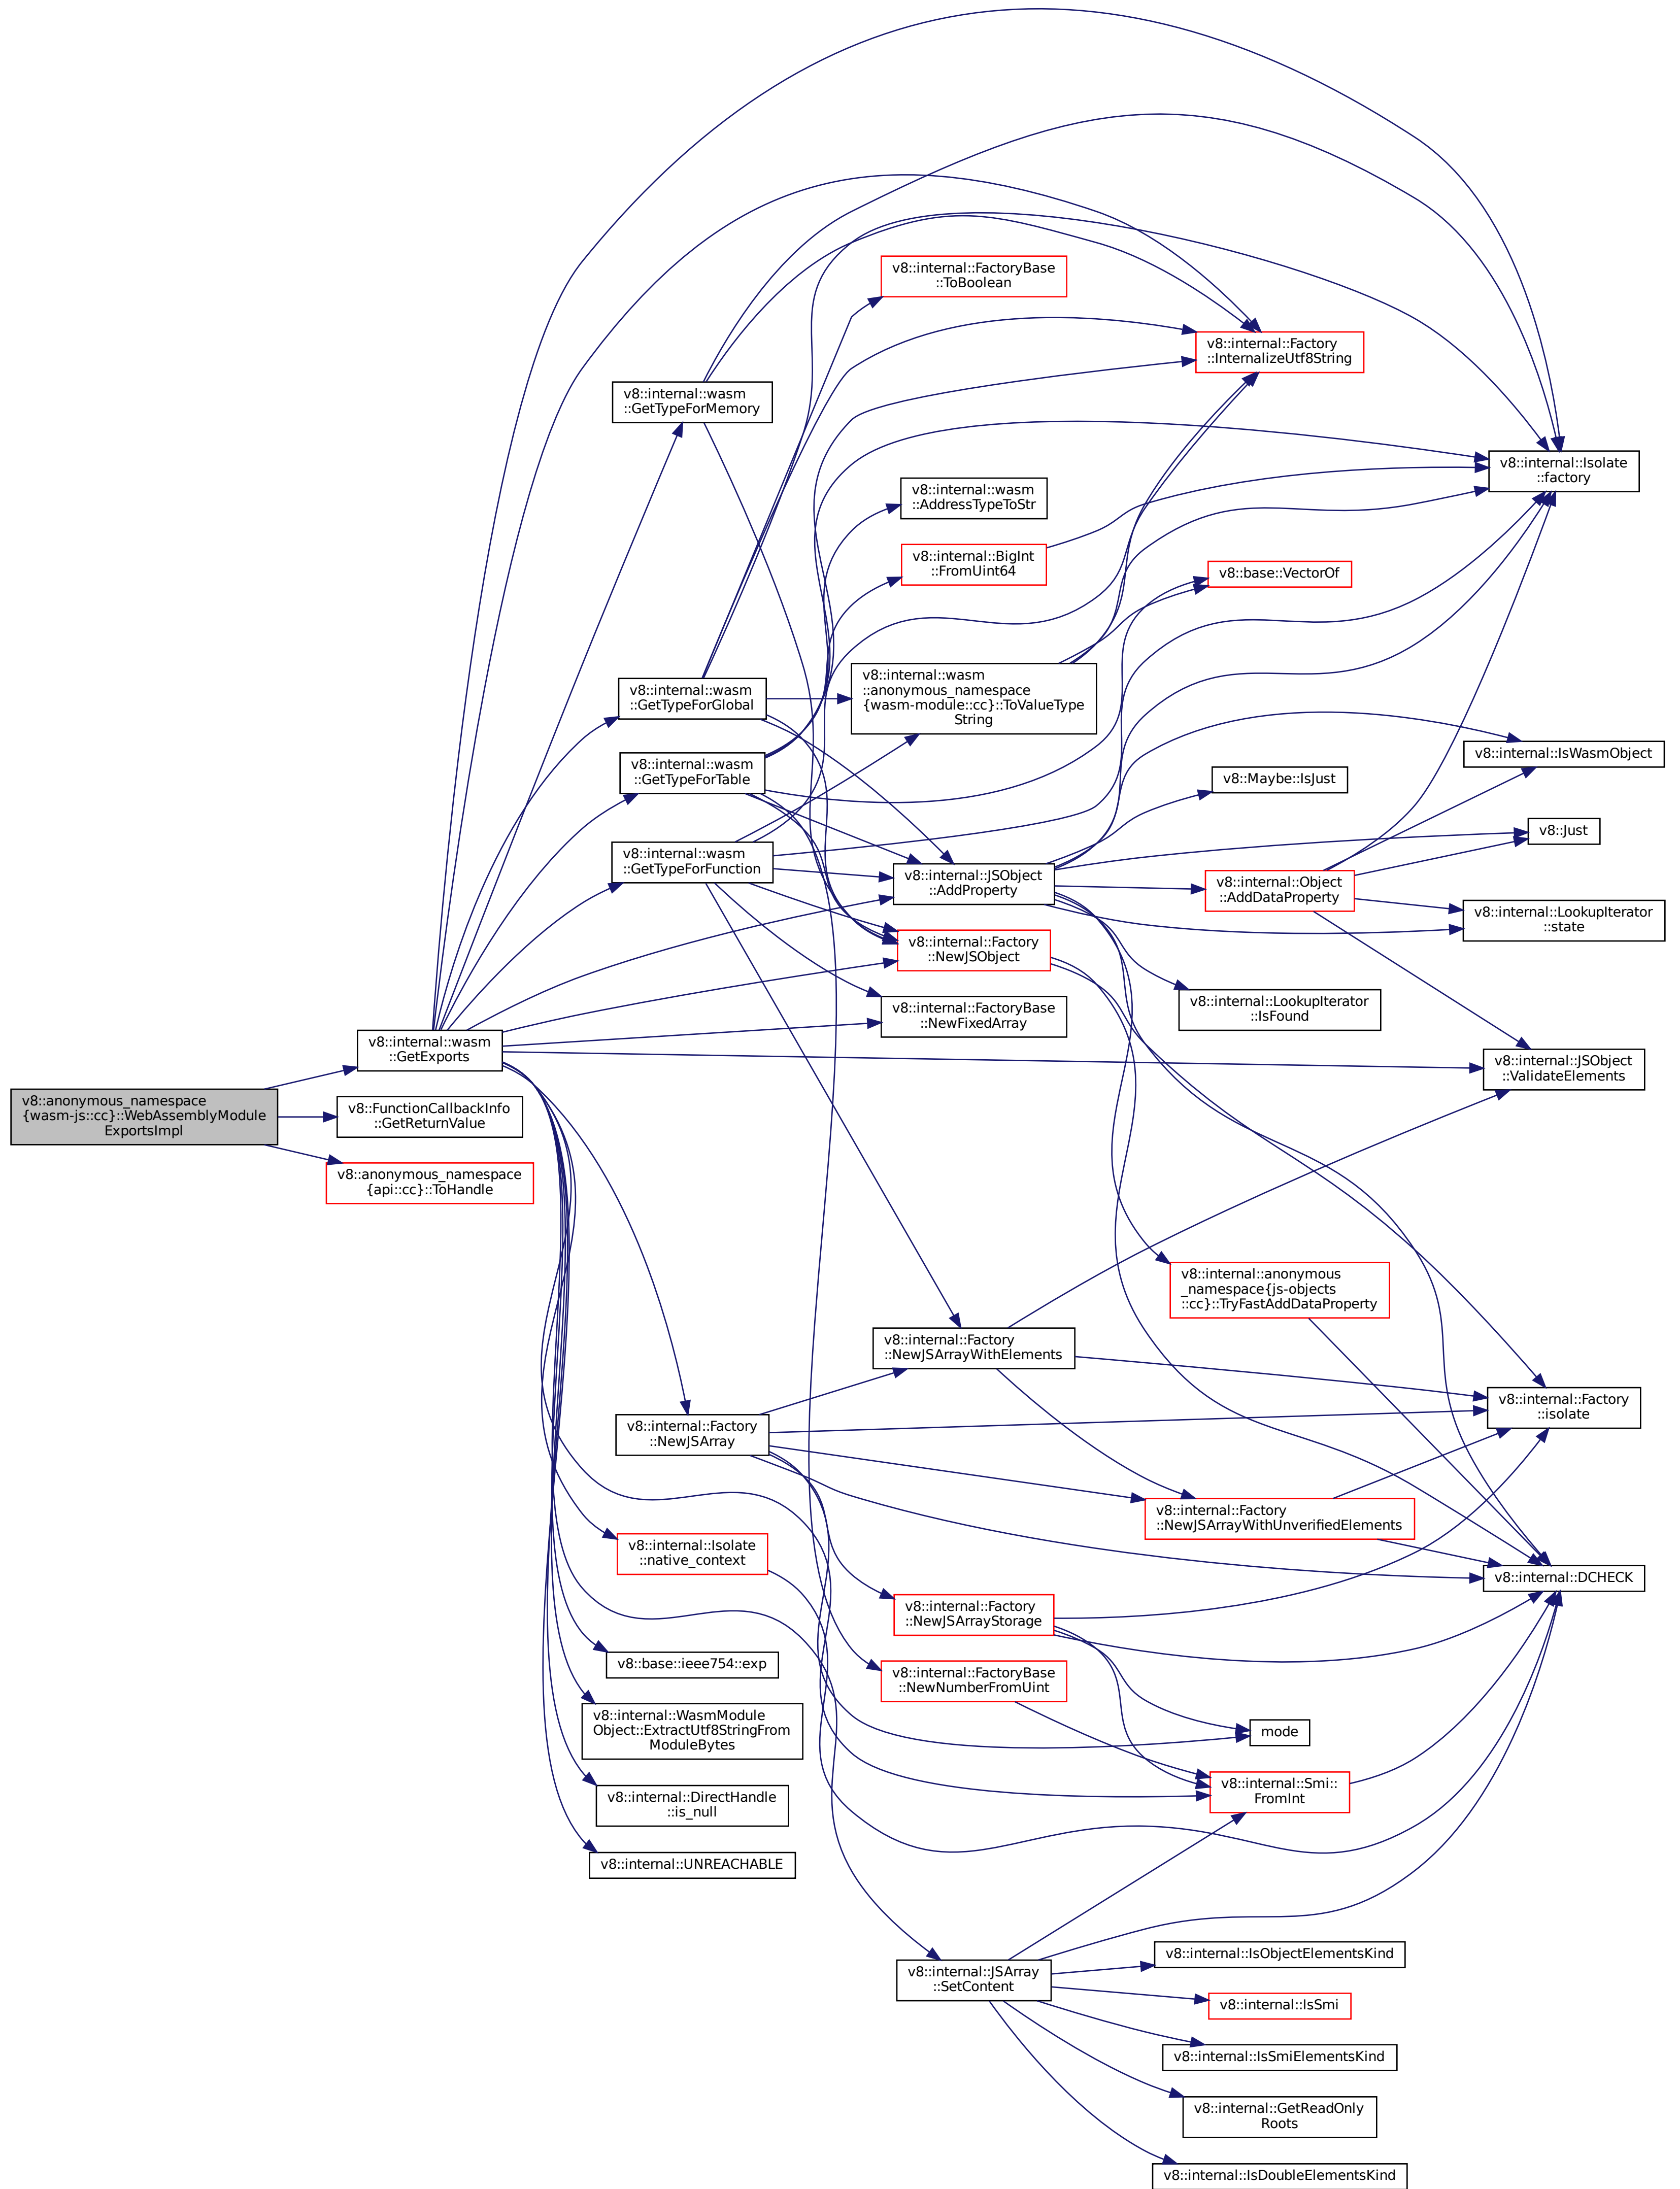 v8::internal::FactoryBase
::ToBoolean
v8::internal::Factory
::InternalizeUtf8String
v8::internal::wasm
::GetTypeForMemory
v8::internal::Isolate
::factory
v8::internal::wasm
::AddressTypeToStr
v8::internal::BigInt
::FromUint64
v8::base::VectorOf
v8::internal::wasm
::anonymous_namespace
{wasm-module::cc}::ToValueType
String
v8::internal::wasm
::GetTypeForGlobal
v8::internal::IsWasmObject
v8::internal::wasm
::GetTypeForTable
v8::Maybe::IsJust
v8::Just
v8::internal::wasm
::GetTypeForFunction
v8::internal::JSObject
::AddProperty
v8::internal::Object
::AddDataProperty
v8::internal::LookupIterator
::state
v8::internal::Factory
::NewJSObject
v8::internal::LookupIterator
::IsFound
v8::internal::FactoryBase
::NewFixedArray
v8::internal::wasm
::GetExports
v8::internal::JSObject
::ValidateElements
v8::anonymous_namespace
{wasm-js::cc}::WebAssemblyModule
ExportsImpl
v8::FunctionCallbackInfo
::GetReturnValue
v8::anonymous_namespace
{api::cc}::ToHandle
v8::internal::anonymous
_namespace{js-objects
::cc}::TryFastAddDataProperty
v8::internal::Factory
::NewJSArrayWithElements
v8::internal::Factory
::isolate
v8::internal::Factory
::NewJSArray
v8::internal::Factory
::NewJSArrayWithUnverifiedElements
v8::internal::Isolate
::native_context
v8::internal::DCHECK
v8::internal::Factory
::NewJSArrayStorage
v8::base::ieee754::exp
v8::internal::FactoryBase
::NewNumberFromUint
v8::internal::WasmModule
Object::ExtractUtf8StringFrom
ModuleBytes
mode
v8::internal::Smi::
FromInt
v8::internal::DirectHandle
::is_null
v8::internal::UNREACHABLE
v8::internal::IsObjectElementsKind
v8::internal::JSArray
::SetContent
v8::internal::IsSmi
v8::internal::IsSmiElementsKind
v8::internal::GetReadOnly
Roots
v8::internal::IsDoubleElementsKind